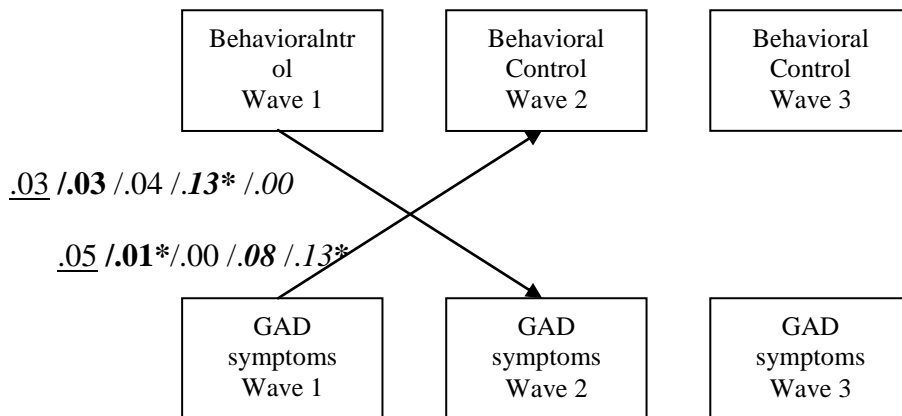 Behavioralntr
ol
Wave 1
Behavioral
Control
Wave 2
Behavioral
Control
Wave 3
.03 /.03 /.04 /.13* /.00
.05 /.01*/.00 /.08 /.13*
GAD
symptoms
Wave 1
GAD
symptoms
Wave 2
GAD
symptoms
Wave 3